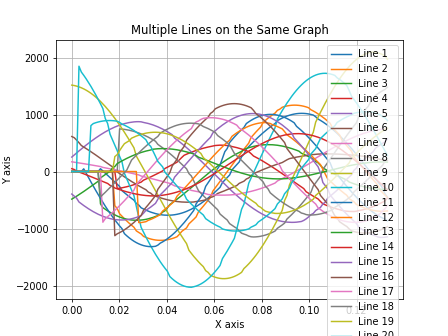 Multiple Lines on the Same Graph
Y axis
2000
1000
0
−1000
−2000
0.00
0.02
0.04
0.06
0.08
0.10
X axis
Line 1
Line 2
Line 3
Line 4
Line 5
Line 6
Line 7
Line 8
Line 9
Line 10
Line 11
Line 12
Line 13
Line 14
Line 15
Line 16
Line 17
Line 18
Line 19
Line 20